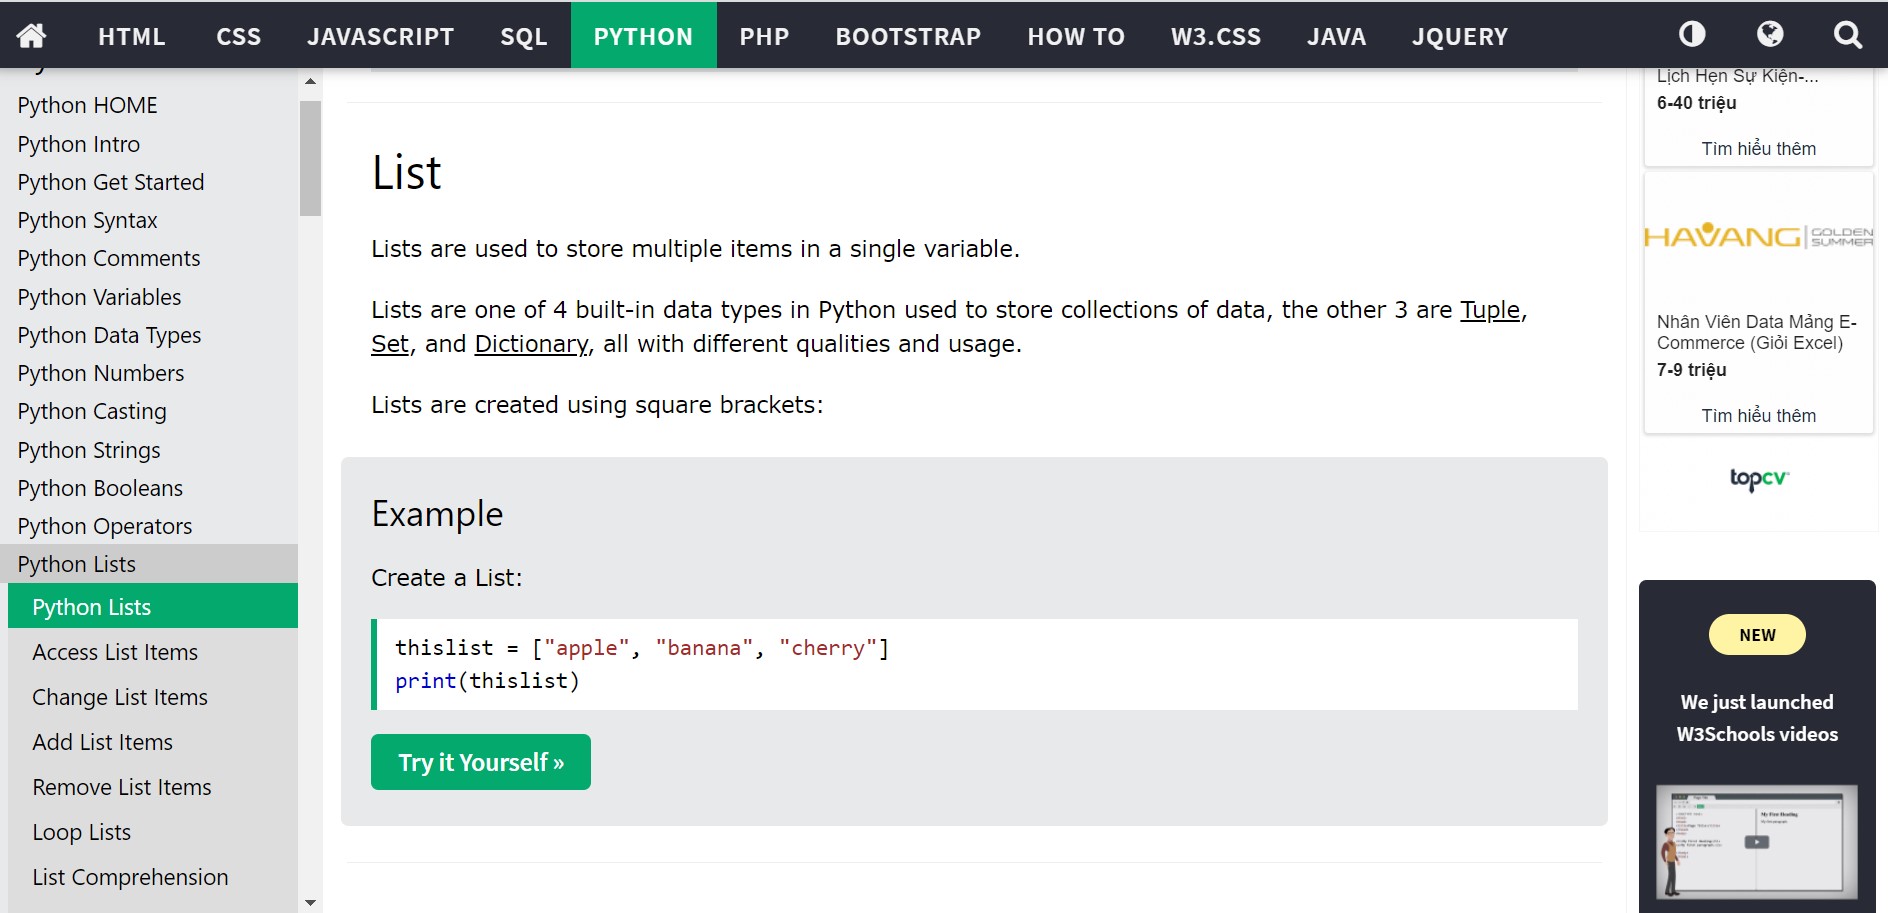 HTML CSS JAVASCRIPT SQL PYTHON PHP BOOTSTRAP HOW TO W3.CSS JAVA JQUERY
Python HOME
Python Intro
Python Get Started
Python Syntax
Python Comments
Python Variables
Python Data Types
Python Numbers
Python Casting
Python Strings
Python Booleans
Python Operators
Python Lists
Python Lists
Access List Items
Change List Items
Add List Items
Remove List Items
Loop Lists
List Comprehension
List
Lists are used to store multiple items in a single variable.
Lists are one of 4 built-in data types in Python used to store collections of data, the other 3 are Tuple,
Set, and Dictionary, all with different qualities and usage.
Lists are created using square brackets:
Example
Create a List:
thislist = ["apple", "banana", "cherry"]
print(thislist)
Try it Yourself »
Lịch Hẹn Sự Kiện-...
6-40 triệu
Tìm hiểu thêm
HAVANG GOLDEN
SUMMER
Nhân Viên Data Mảng E-
Commerce (Giỏi Excel)
7-9 triệu
Tìm hiểu thêm
topcv
NEW
We just launched
W3Schools videos
My First Heading